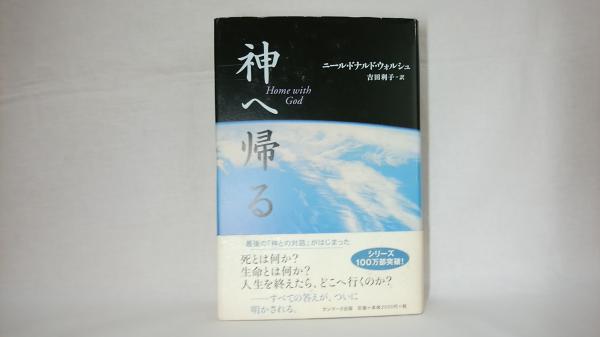 神へ帰る
Home with
God
ニール・ドナルド・ウォルシュ
吉田利子・訳
最後の「神との対話」がはじまった
死とは何か?
生命とは何か?
人生を終えたら、どこへ行くのか?
——すべての答えが、ついに
明かされる。
シリーズ
100万部突破!
サンマーク出版